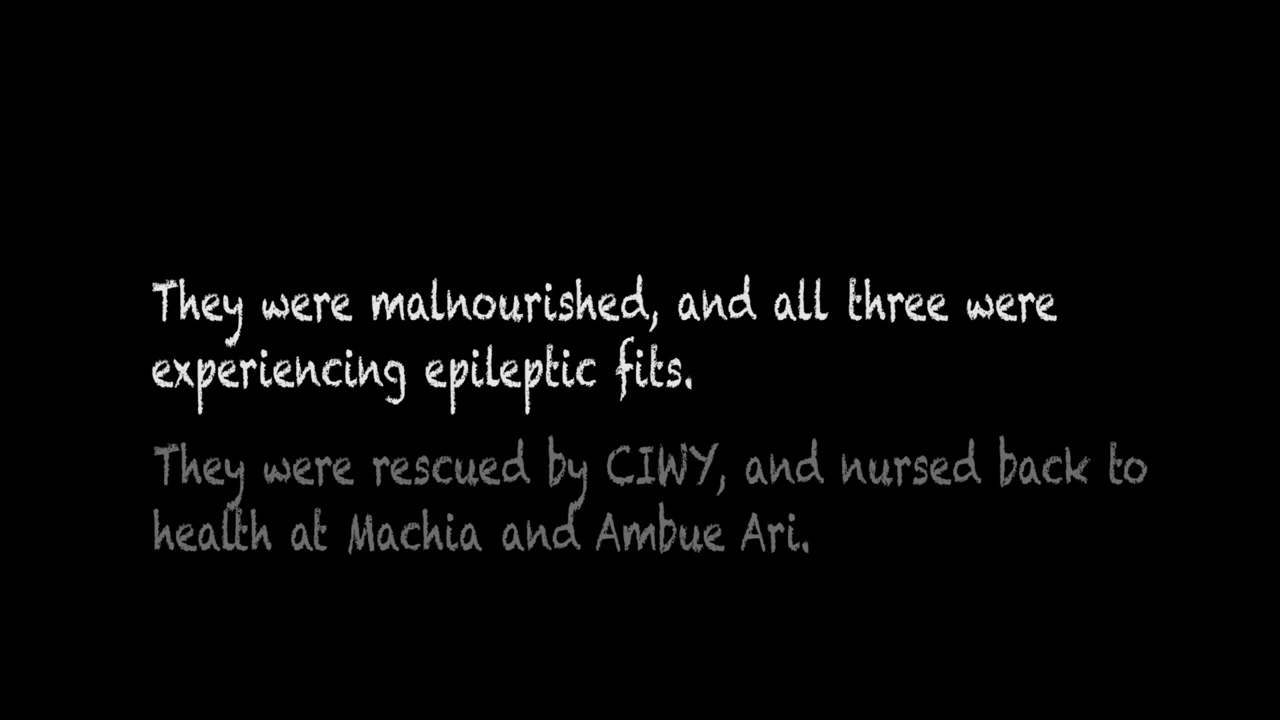 They were malnourished, and all three were
experiencing epileptic fits.
They were rescued by CIWY, and nursed back to
health at Machia and Ambue Ari.